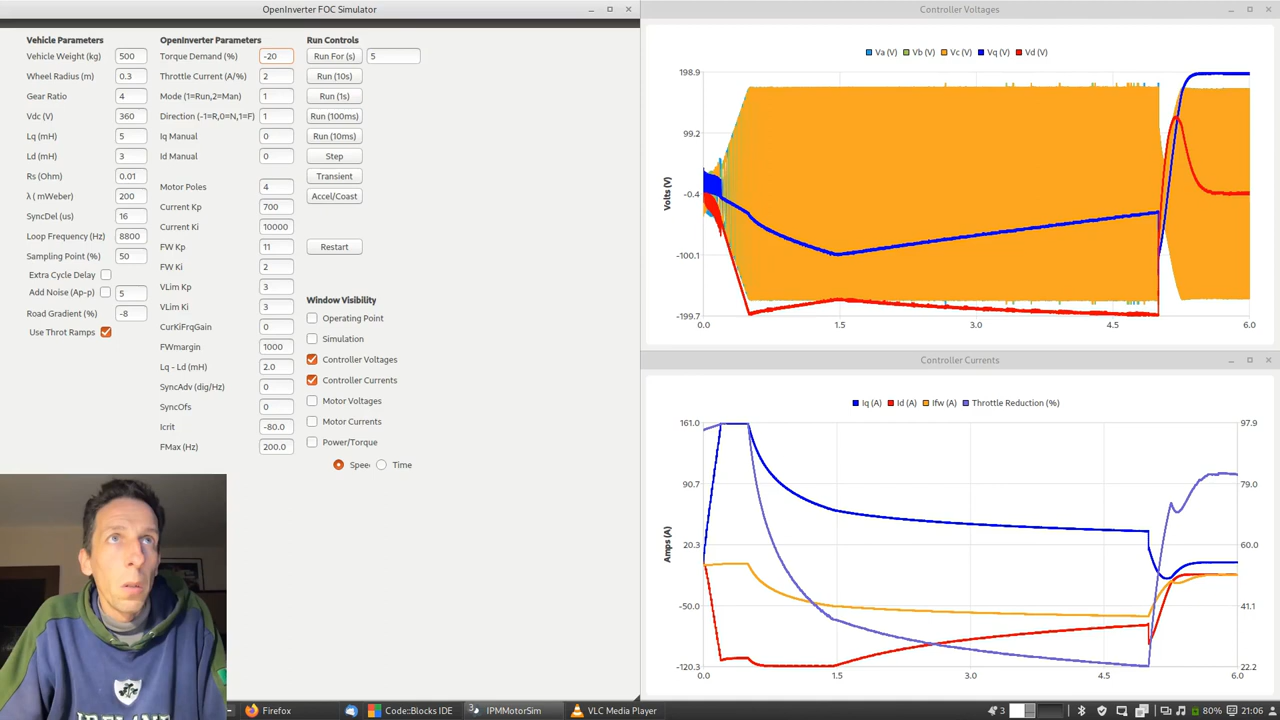 OpenInverter FOC Simulator
Vehicle Parameters
Vehicle Weight (kg) 500
Wheel Radius (m) 0.3
Gear Ratio 4
Vdc (V) 360
Lq (mH) 5
Ld (mH) 3
Rs (Ohm) 0.01
λ ( mWeber) 200
SyncDel (us) 16
Loop Frequency (Hz) 8800
Sampling Point (%) 50
Extra Cycle Delay
Add Noise (Ap-p) 5
Road Gradient (%) -8
Use Throt Ramps
OpenInverter Parameters
Torque Demand (%) -20
Throttle Current (A/%) 2
Mode (1=Run,2=Man) 1
Direction (-1=R,0=N,1=F) 1
Iq Manual 0
Id Manual 0
Motor Poles 4
Current Kp 700
Current Ki 10000
FW Kp 11
FW Ki 2
VLim Kp 3
VLim Ki 3
CurKiFrqGain 0
FWmargin 1000
Lq - Ld (mH) 2.0
SyncAdv (dig/Hz) 0
SyncOfs 0
Icrit -80.0
FMax (Hz) 200.0
Run Controls
Run For (s) 5
Run (10s)
Run (1s)
Run (100ms)
Run (10ms)
Step
Transient
Accel/Coast
Restart
Window Visibility
Operating Point
Simulation
Controller Voltages
Controller Currents
Motor Voltages
Motor Currents
Power/Torque
Speed Time
Controller Voltages
Va (V) Vb (V) Vc (V) Vq (V) Vd (V)
Volts (V)
198.9
99.2
-0.4
-100.1
-199.7
0.0 1.5 3.0 4.5 6.0
Controller Currents
Iq (A) Id (A) Ifw (A) Throttle Reduction (%)
Amps (A)
161.0 97.9
90.7 79.0
20.3 60.0
-50.0 41.1
-120.3 22.2
0.0 1.5 3.0 4.5 6.0
Firefox
Code::Blocks IDE
IPMMotorSim
VLC Media Player
3
80% 21:06